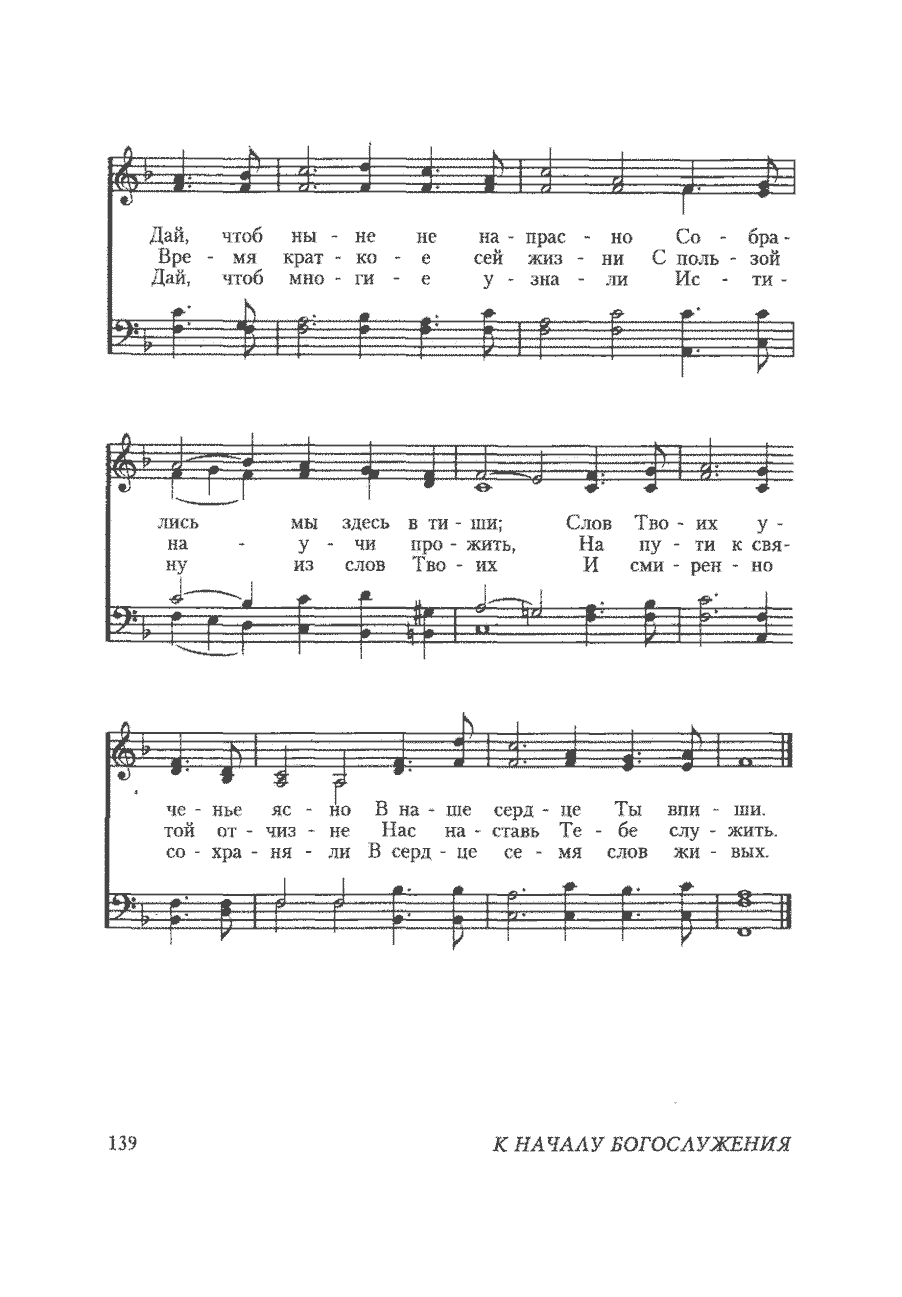 Дай, чтоб ны - не не на - прас - но Со - бра -
Вре - мя крат - ко - е сей жиз - ни С поль - зой
Дай, чтоб мно - ги - е у - зна - ли Ис - ти -
лись мы здесь в ти - ши; Слов Тво - их у -
на - у - чи про - жить, На пу - ти к свя-
ну из слов Тво - их И сми - рен - но
че - нье яс - но В на - ше серд - це Ты впи - ши.
той от - чиз - не Нас на - ставь Те - бе слу - жить.
со - хра - ня - ли В серд - це се - мя слов жи - вых.
139 К НАЧАЛУ БОГОСЛУЖЕНИЯ